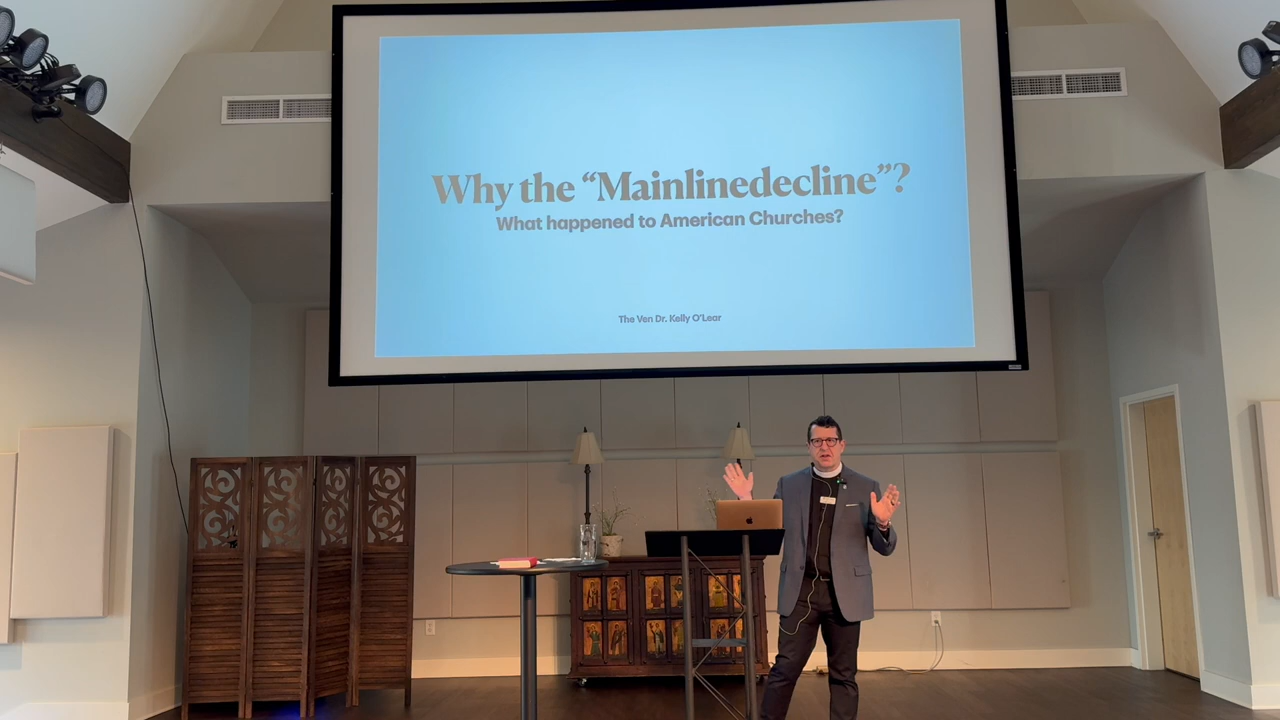 Why the “Mainlinedecline”?
What happened to American Churches?
The Ven Dr. Kelly O’Lear